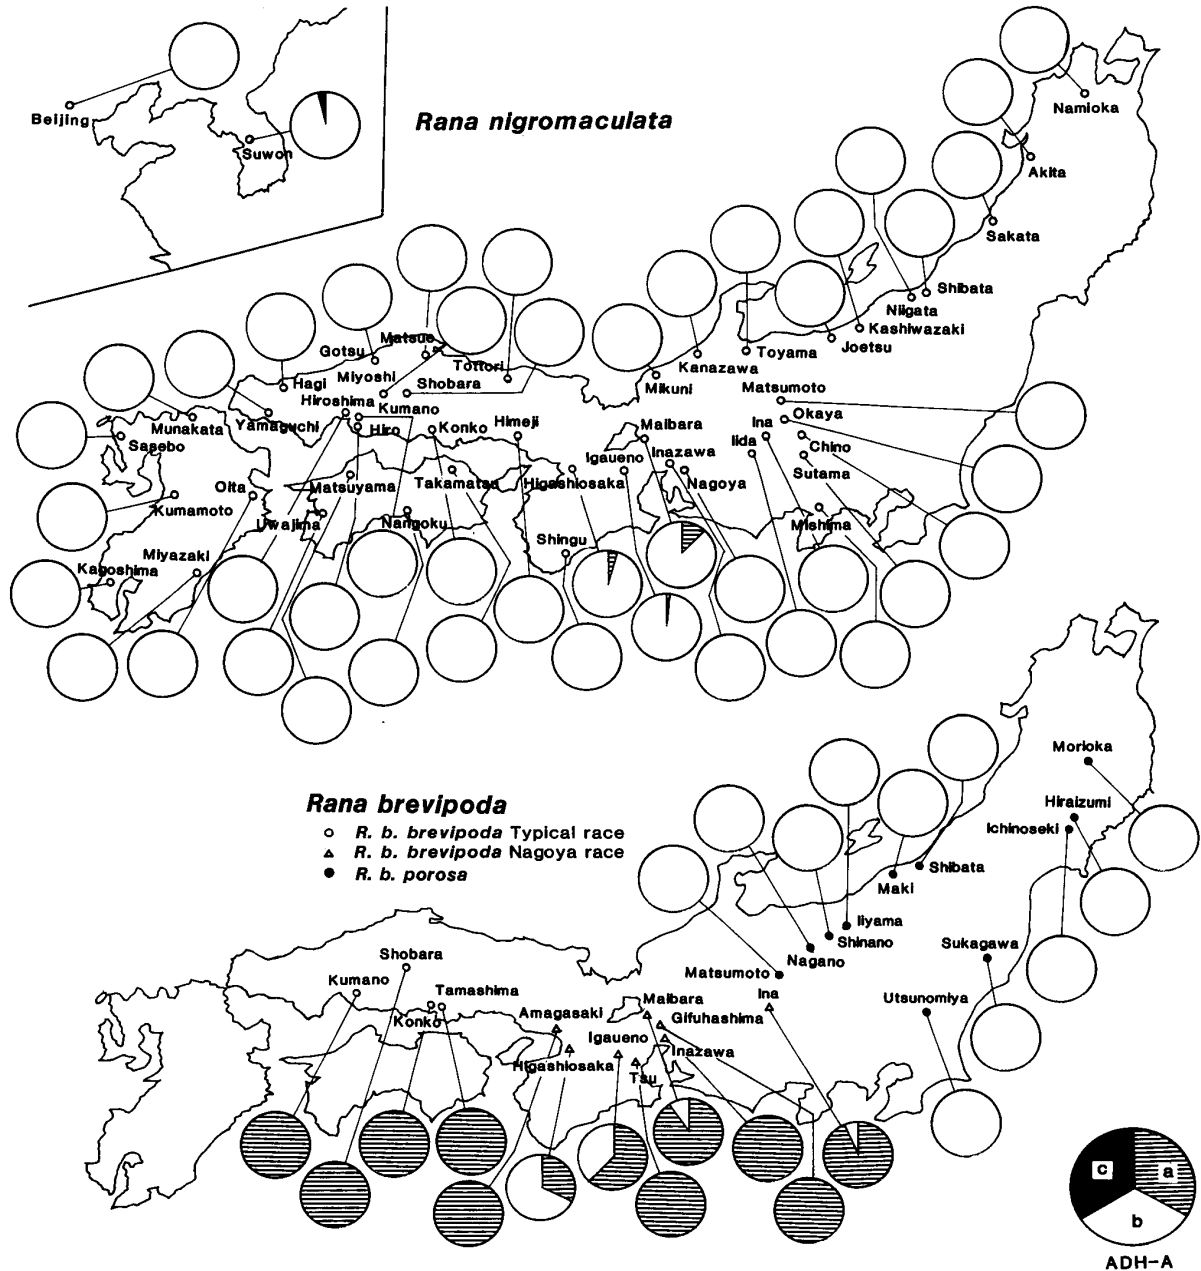 Beijing
Suwon
Rana nigromaculata
Namioka
Akita
Sakata
Shibata
Niigata
Kashiwazaki
Joetsu
Toyama
Kanazawa
Mikuni
Matsue
Gotsu
Tottori
Miyoshi
Shobara
Hagi
Hiroshima
Kumano
Yamaguchi
Munakata
Hiro
Konko
Himeji
Sasebo
Matsumoto
Okaya
Ina
Chino
Iida
Sutama
Maibara
Inazawa
Igaueno
Nagoya
Higashiosaka
Takamatsu
Matsuyama
Oita
Kumamoto
Uwajima
Nangoku
Mishima
Shingu
Miyazaki
Kagoshima
Rana brevipoda
R. b. brevipoda Typical race
R. b. brevipoda Nagoya race
R. b. porosa
Morioka
Hiraizumi
Ichinoseki
Shibata
Maki
Iiyama
Shinano
Nagano
Sukagawa
Matsumoto
Utsunomiya
Ina
Shobara
Kumano
Tamashima
Konko
Amagasaki
Maibara
Gifuhashima
Igaueno
Inazawa
Higashiosaka
Tsu
c
a
b
ADH-A